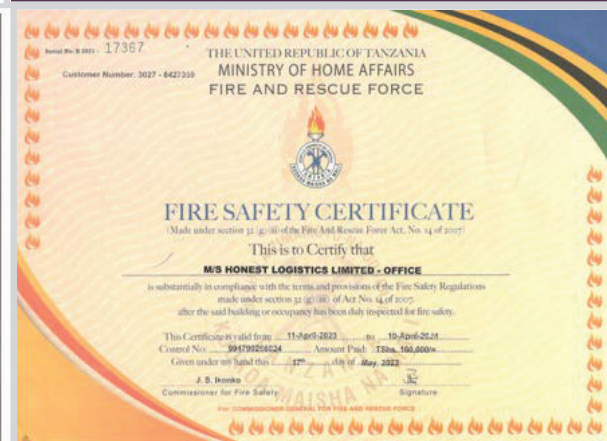 Serial No. B 0021 - 17367
THE UNITED REPUBLIC OF TANZANIA
Customer Number: 3027 -
MINISTRY OF HOME AFFAIRS
FIRE AND RESCUE FORCE
FIRE SAFETY CERTIFICATE
(Made under section 32 (g) (iii) of the Fire And Rescue Force Act, No. 14 of 2007)
This is to Certify that
M/S HONEST LOGISTICS LIMITED - OFFICE
is substantially in compliance with the terms and provisions of the Fire Safety Regulations
made under section 32 (g) (iii) of Act No. 14 of 2007.
after the said building or occupancy has been duly inspected for fire safety.
This Certificate is valid from 11-April-2023 to 10-April-2024
Control No: Amount Paid: TShs. 100,000/=
Given under my hand this 17th day of May, 2023
J. S. Ikonko
Commissioner for Fire Safety Signature
For: COMMISSIONER GENERAL FOR FIRE AND RESCUE FORCE